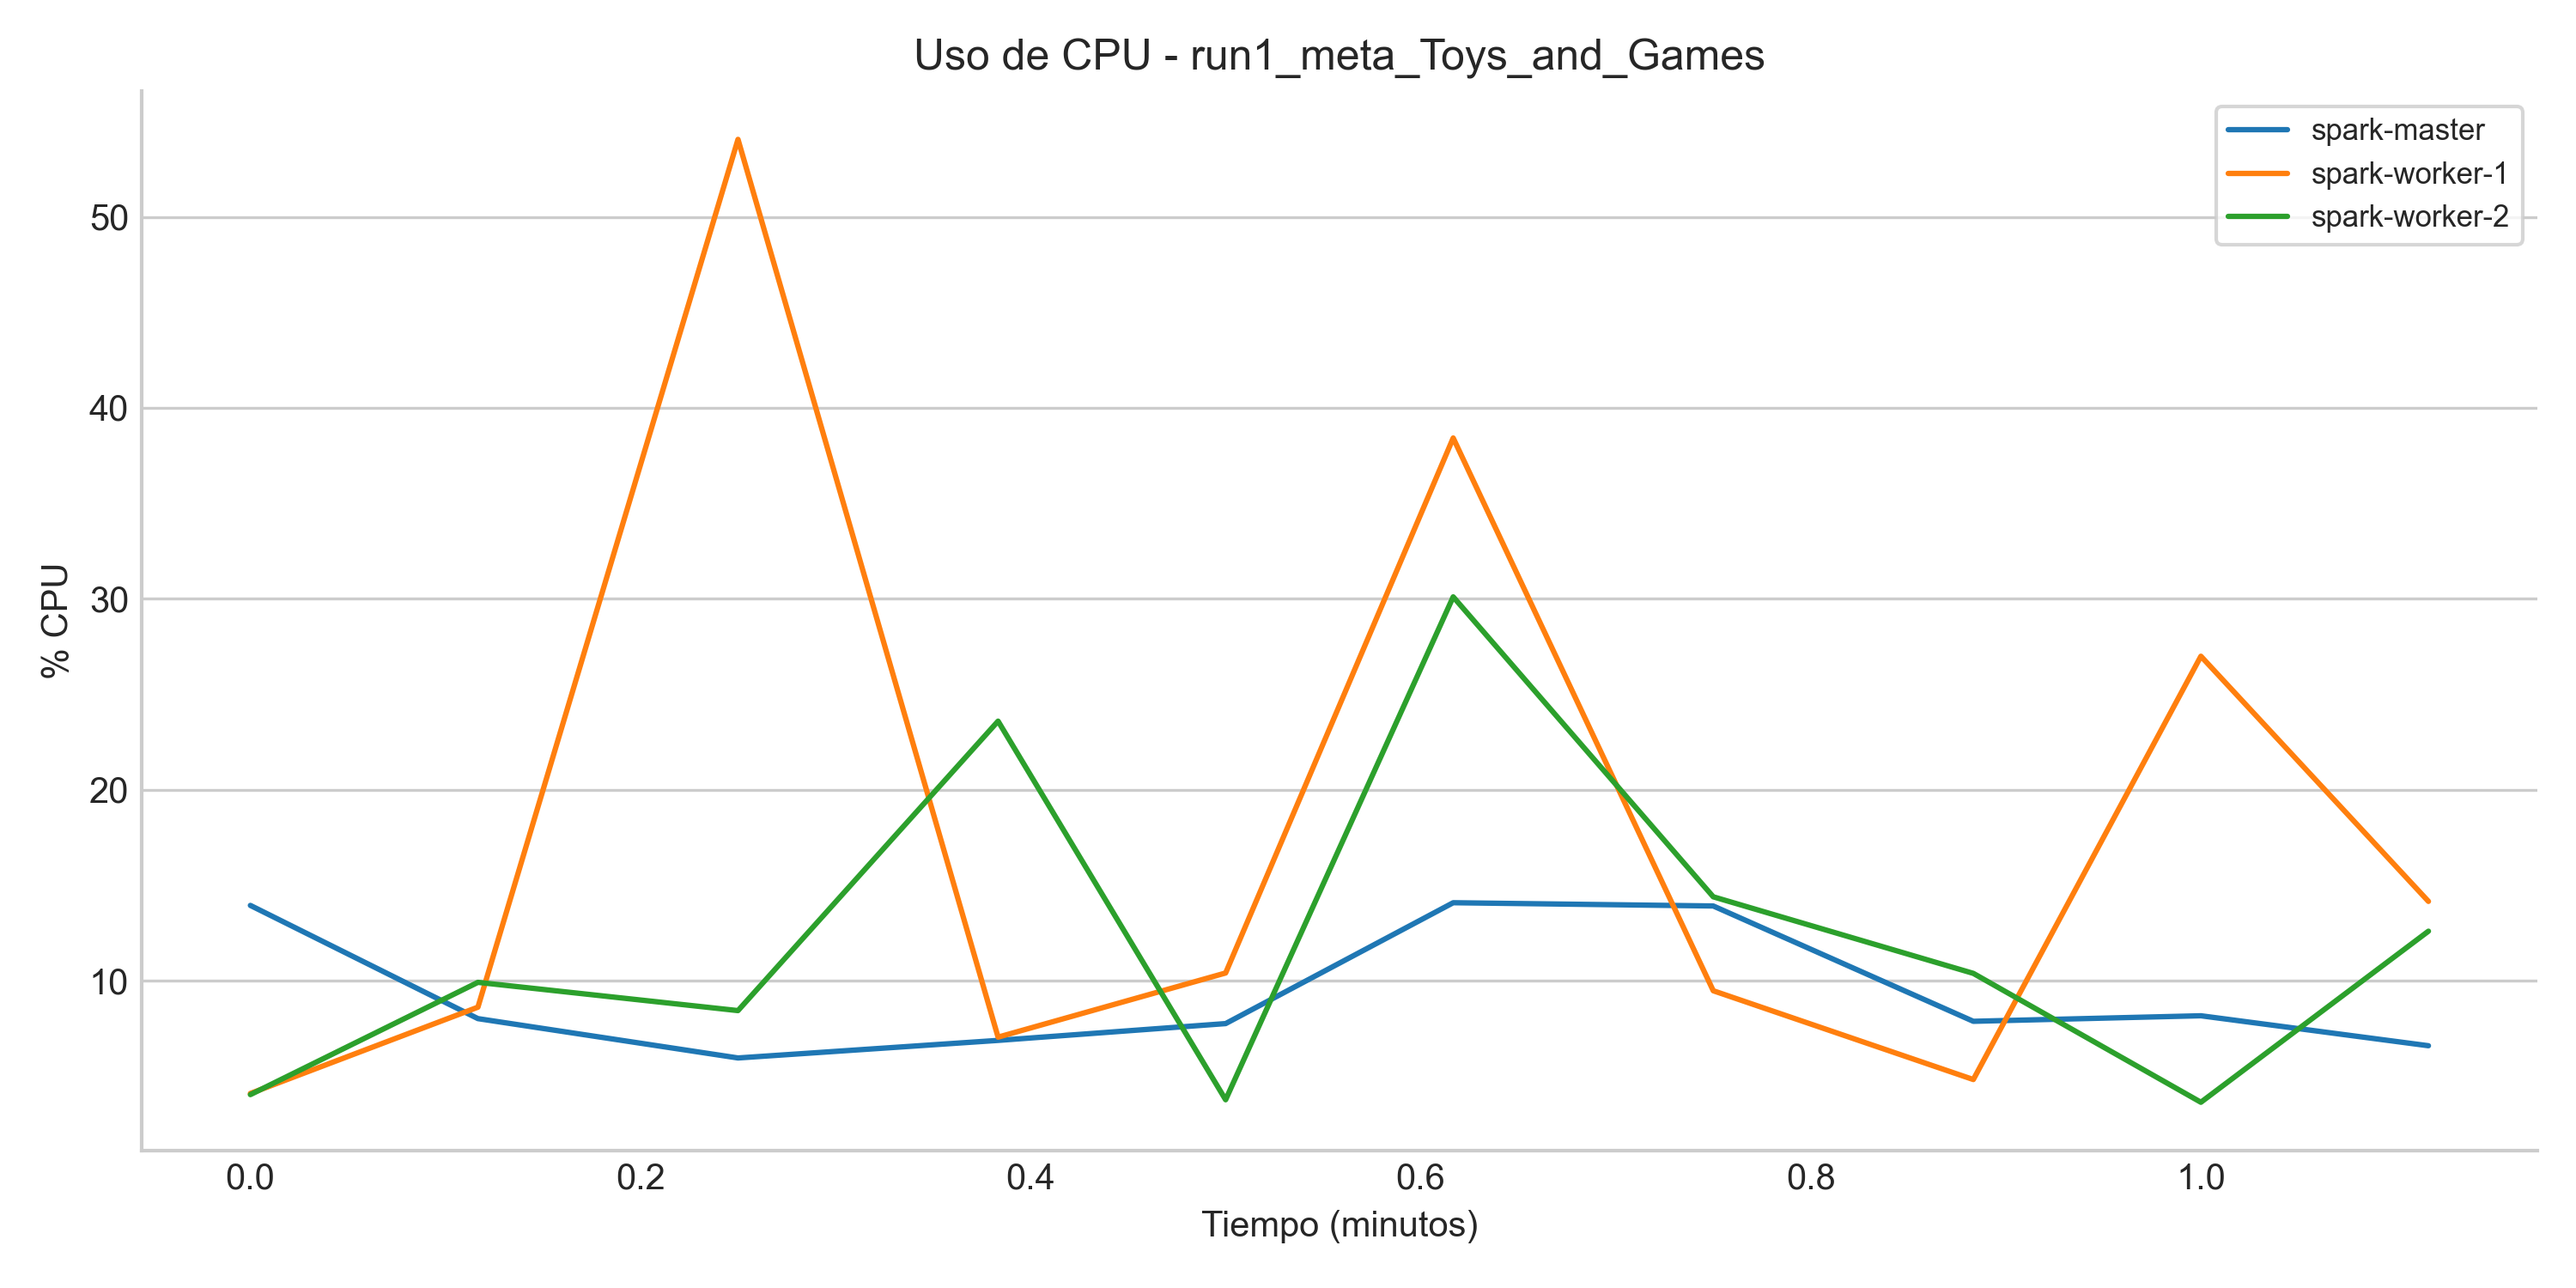 Uso de CPU - run1_meta_Toys_and_Games
spark-master
spark-worker-1
spark-worker-2
% CPU
50
40
30
20
10
0.0 0.2 0.4 0.6 0.8 1.0
Tiempo (minutos)